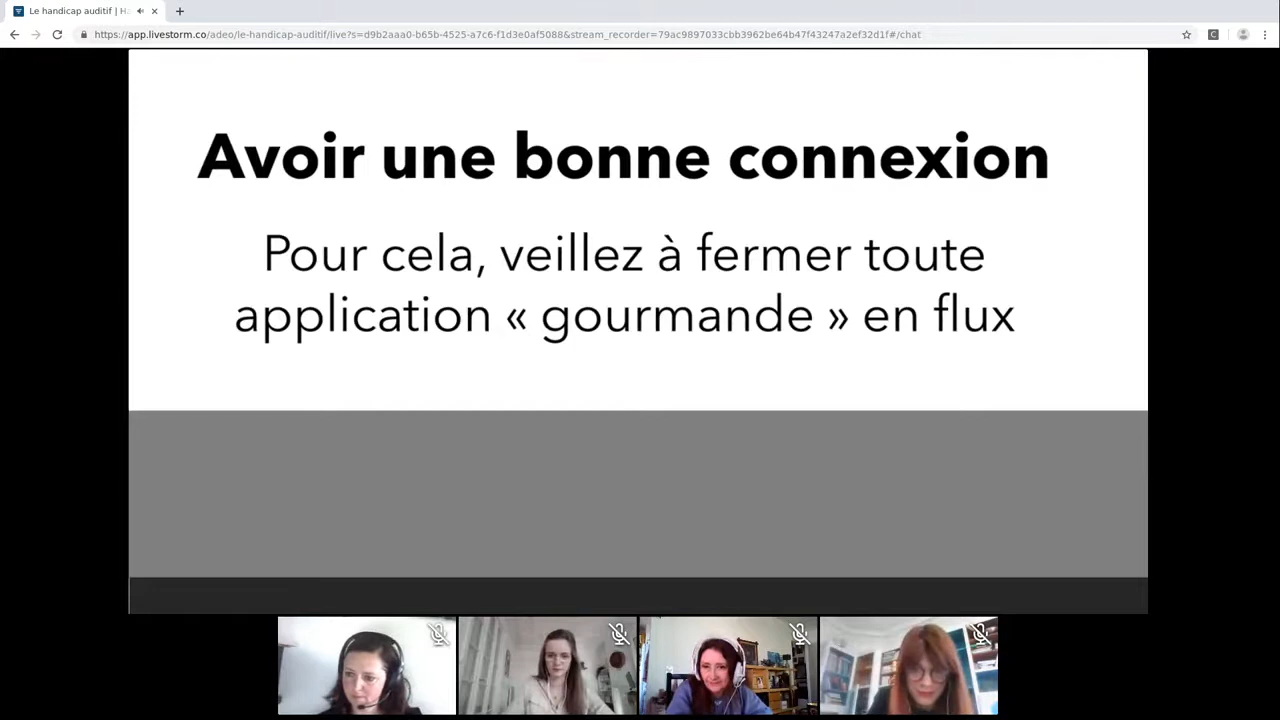 Le handicap auditif | Ha
https://app.livestorm.co/adeo/le-handicap-auditif/live?s=d9b2aaa0-b65b-4525-a7c6-f1d3e0af5088&stream_recorder=79ac9897033cbb3962be64b47f43247a2ef32d1f#/chat
Avoir une bonne connexion
Pour cela, veillez à fermer toute
application « gourmande » en flux